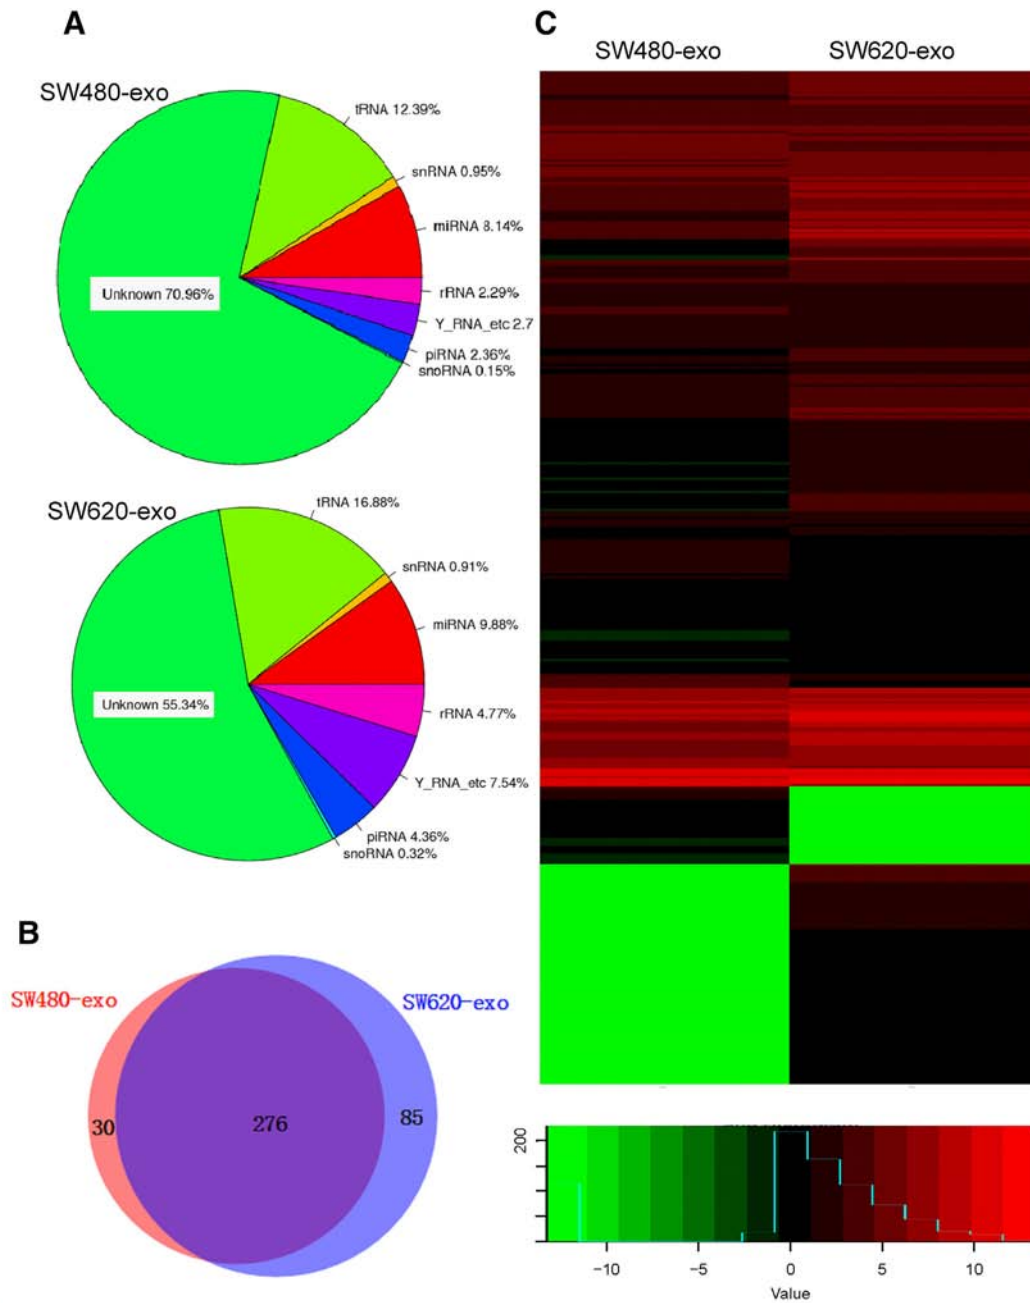 A
SW480-exo
tRNA 12.39%
snRNA 0.95%
miRNA 8.14%
Unknown 70.96%
rRNA 2.29%
Y_RNA_etc 2.7
piRNA 2.36%
snoRNA 0.15%
SW620-exo
tRNA 16.88%
snRNA 0.91%
miRNA 9.88%
Unknown 55.34%
rRNA 4.77%
Y_RNA_etc 7.54%
piRNA 4.36%
snoRNA 0.32%
B
SW480-exo
SW620-exo
30
276
85
C
SW480-exo SW620-exo
200
-10 0 5 10
Value